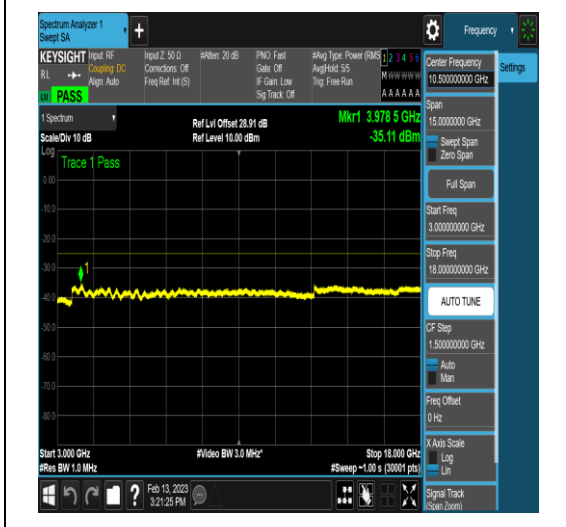 Spectrum Analyzer 1
Swept SA
+
Frequency
KEYSIGHT
RL
Input: RF
Coupling: DC
Align: Auto
Input Z: 50 Ω
Corrections: Off
Freq Ref: Int (S)
#Atten: 20 dB
PNO: Fast
Gate: Off
IF Gain: Low
Sig Track: Off
#Avg Type: Power (RMS
Avg|Hold: 5/5
Trig: Free Run
1 2 3 4 5 6
M W W W W W
A A A A A A
PASS
1 Spectrum
Scale/Div 10 dB
Ref Lvl Offset 28.91 dB
Ref Level 10.00 dBm
Mkr1 3.978 5 GHz
-35.11 dBm
Log
Trace 1 Pass
0.00
-10.0
-20.0
-30.0
-40.0
-50.0
-60.0
-70.0
-80.0
1
Start 3.000 GHz
#Res BW 1.0 MHz
#Video BW 3.0 MHz*
Stop 18.000 GHz
#Sweep ~1.00 s (30001 pts)
Feb 13, 2023
3:21:25 PM
?
Settings
Center Frequency
10.500000000 GHz
Span
15.0000000 GHz
Swept Span
Zero Span
Full Span
Start Freq
3.000000000 GHz
Stop Freq
18.000000000 GHz
AUTO TUNE
CF Step
1.500000000 GHz
Auto
Man
Freq Offset
0 Hz
X Axis Scale
Log
Lin
Signal Track
(Span Zoom)